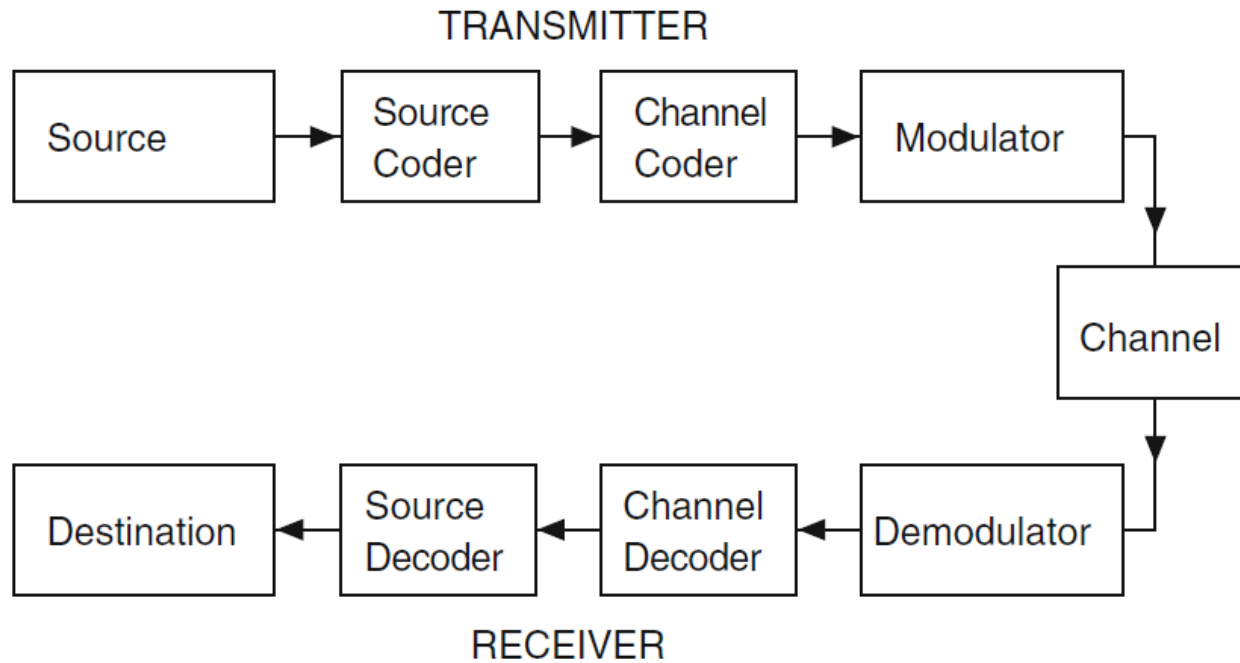 TRANSMITTER
Source
Source
Coder
Channel
Coder
Modulator
Channel
Destination
Source
Decoder
Channel
Decoder
Demodulator
RECEIVER